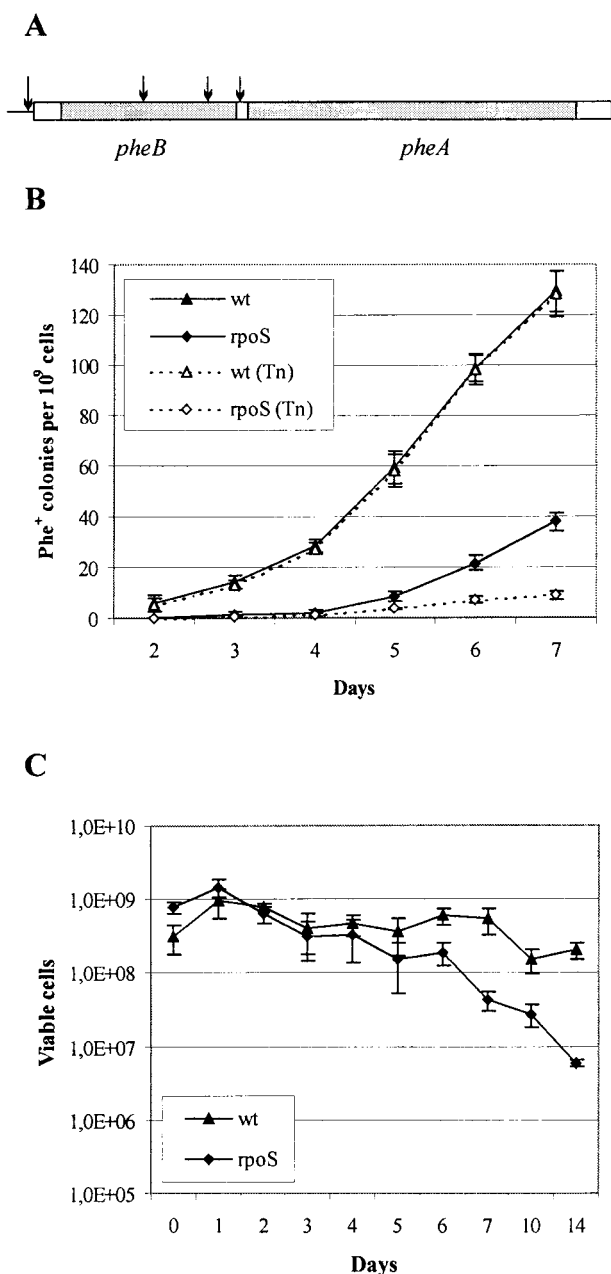 A
pheB pheA
B
Phe+ colonies per 10^9 cells
140
120
100
80
60
40
20
0
wt
rpoS
wt (Tn)
rpoS (Tn)
2 3 4 5 6 7
Days
C
Viable cells
1,0E+10
1,0E+09
1,0E+08
1,0E+07
1,0E+06
1,0E+05
wt
rpoS
0 1 2 3 4 5 6 7 10 14
Days